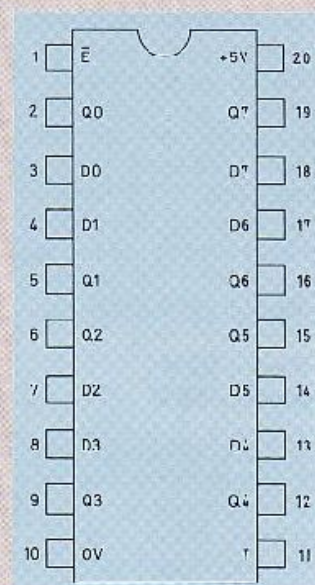 1 E̅ +5V 20
2 Q0 Q7 19
3 D0 D7 18
4 D1 D6 17
5 Q1 Q6 16
6 Q2 Q5 15
7 D2 D5 14
8 D3 D4 13
9 Q3 Q4 12
10 0V 11